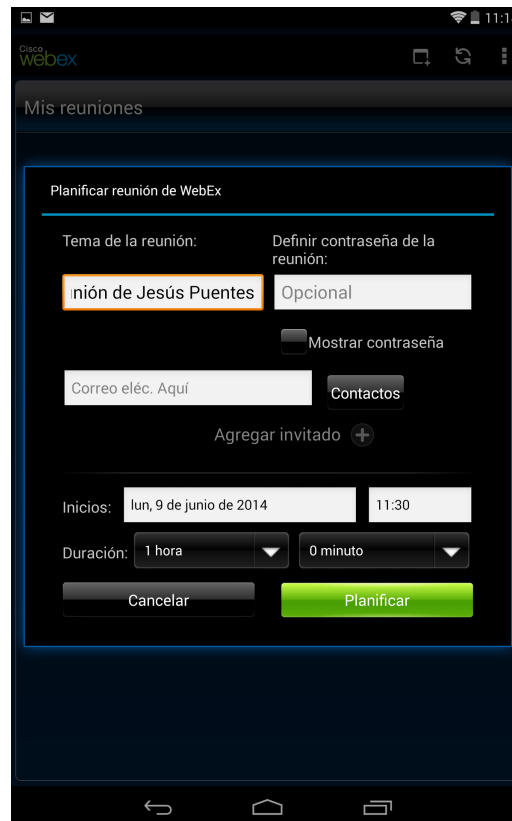 11:1
Cisco
webex
Mis reuniones
Planificar reunión de WebEx
Tema de la reunión:
Definir contraseña de la
reunión:
nión de Jesús Puentes
Opcional
Mostrar contraseña
Correo eléc. Aquí
Contactos
Agregar invitado
Inicios:
lun, 9 de junio de 2014
11:30
Duración:
1 hora
0 minuto
Cancelar
Planificar